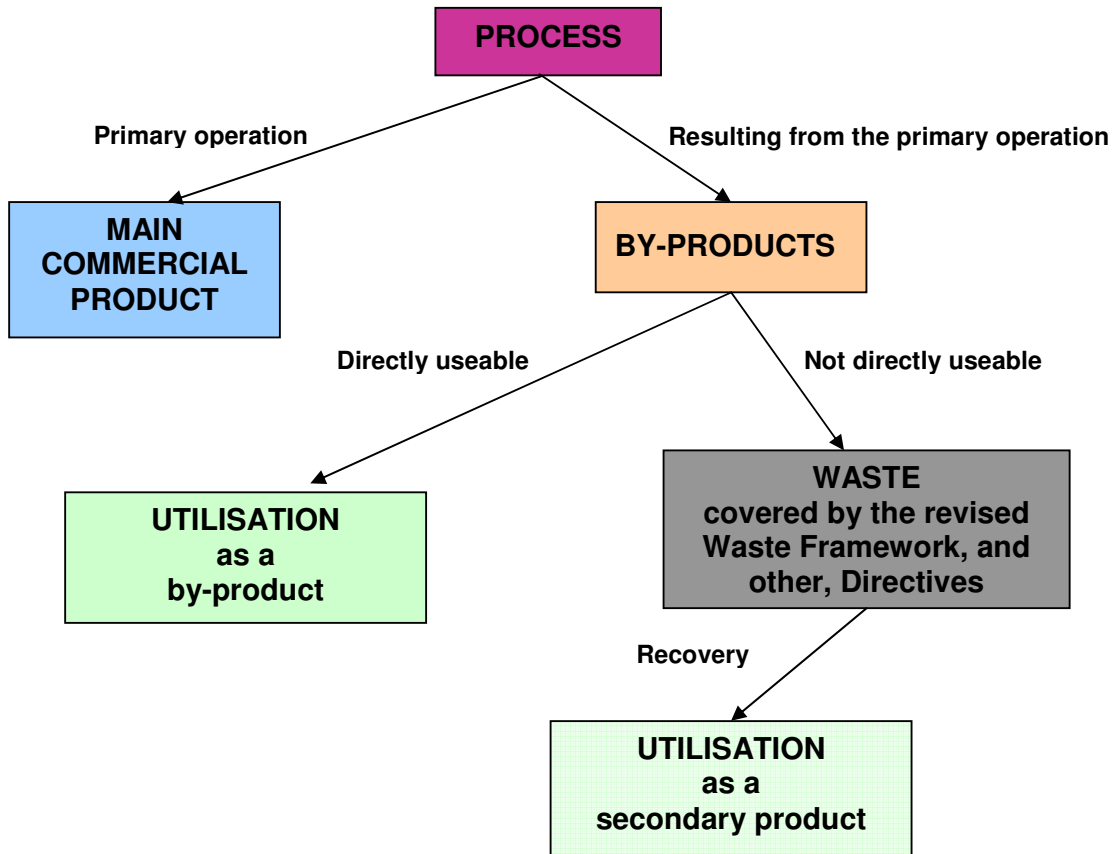 PROCESS
Primary operation
Resulting from the primary operation
MAIN
COMMERCIAL
PRODUCT
BY-PRODUCTS
Directly useable
Not directly useable
UTILISATION
as a
by-product
WASTE
covered by the revised
Waste Framework, and
other, Directives
Recovery
UTILISATION
as a
secondary product